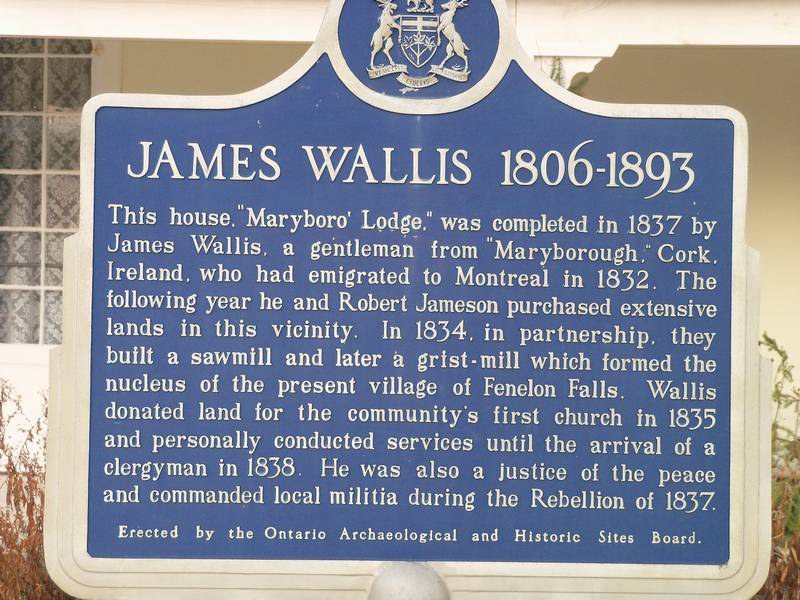 JAMES WALLIS 1806-1893
This house, "Maryboro' Lodge," was completed in 1837 by
James Wallis, a gentleman from "Maryborough," Cork,
Ireland, who had emigrated to Montreal in 1832. The
following year he and Robert Jameson purchased extensive
lands in this vicinity. In 1834, in partnership, they
built a sawmill and later a grist-mill which formed the
nucleus of the present village of Fenelon Falls. Wallis
donated land for the community's first church in 1835
and personally conducted services until the arrival of a
clergyman in 1838. He was also a justice of the peace
and commanded local militia during the Rebellion of 1837.
Erected by the Ontario Archaeological and Historic Sites Board.